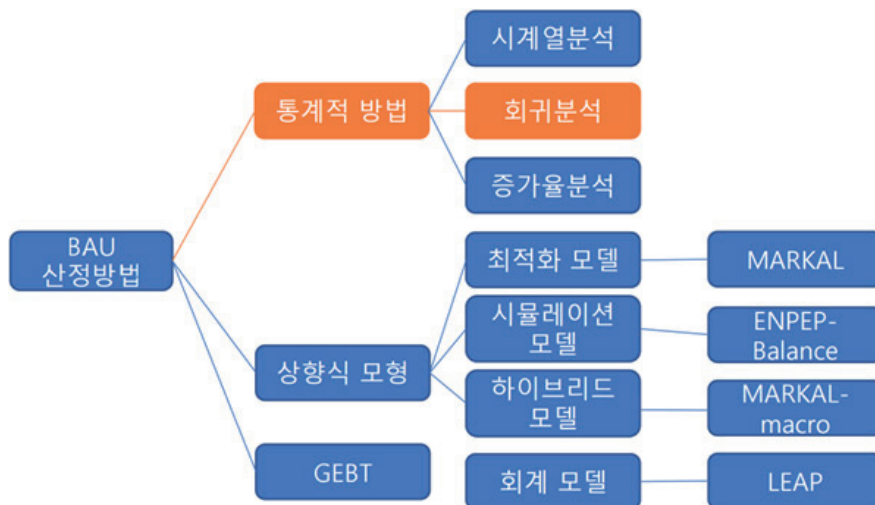 시계열분석
통계적 방법
회귀분석
증가율분석
BAU
산정방법
최적화 모델
MARKAL
시뮬레이션
모델
ENPEP-
Balance
상향식 모형
하이브리드
모델
MARKAL-
macro
GEBT
회계 모델
LEAP